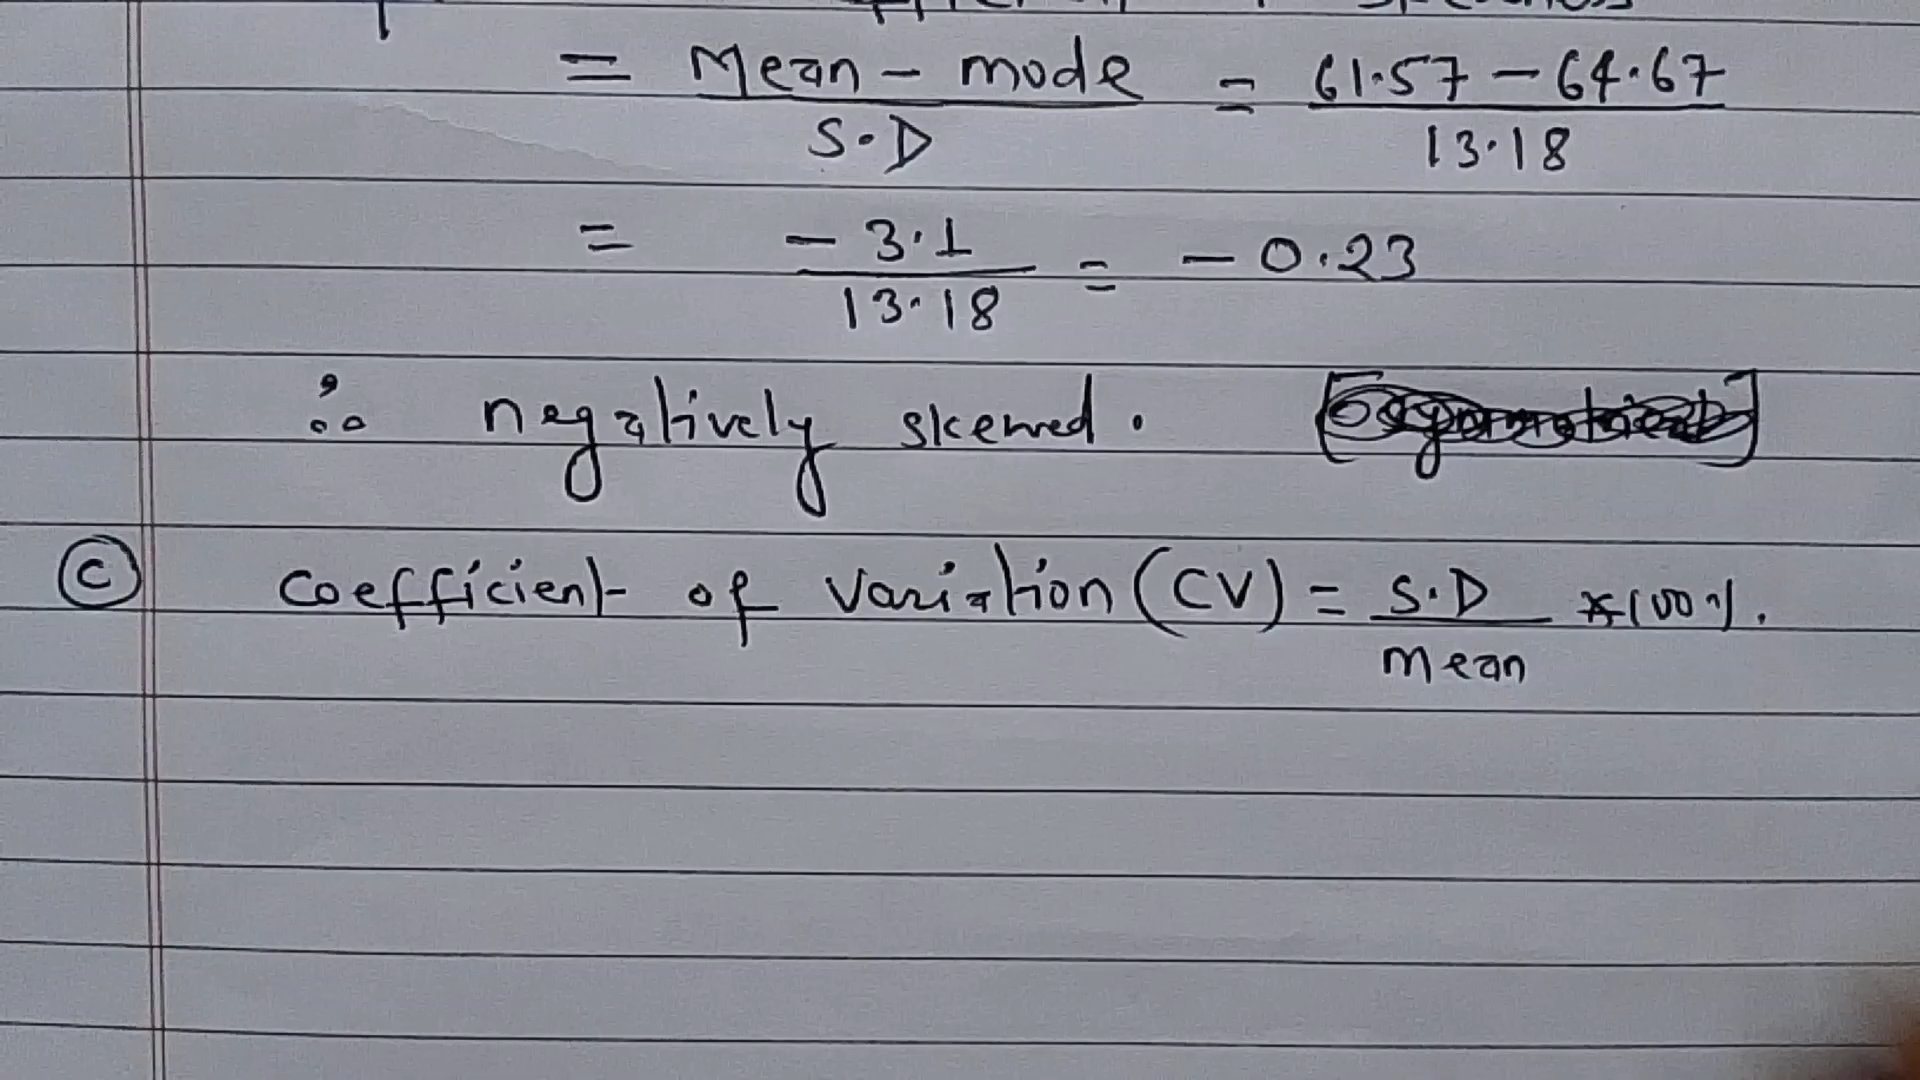 = Mean - mode / S.D = 61.57 - 64.67 / 13.18
= - 3.1 / 13.18 = - 0.23
∴ negatively skewed.
(c) Coefficient of Variation (CV) = S.D / Mean * 100%.